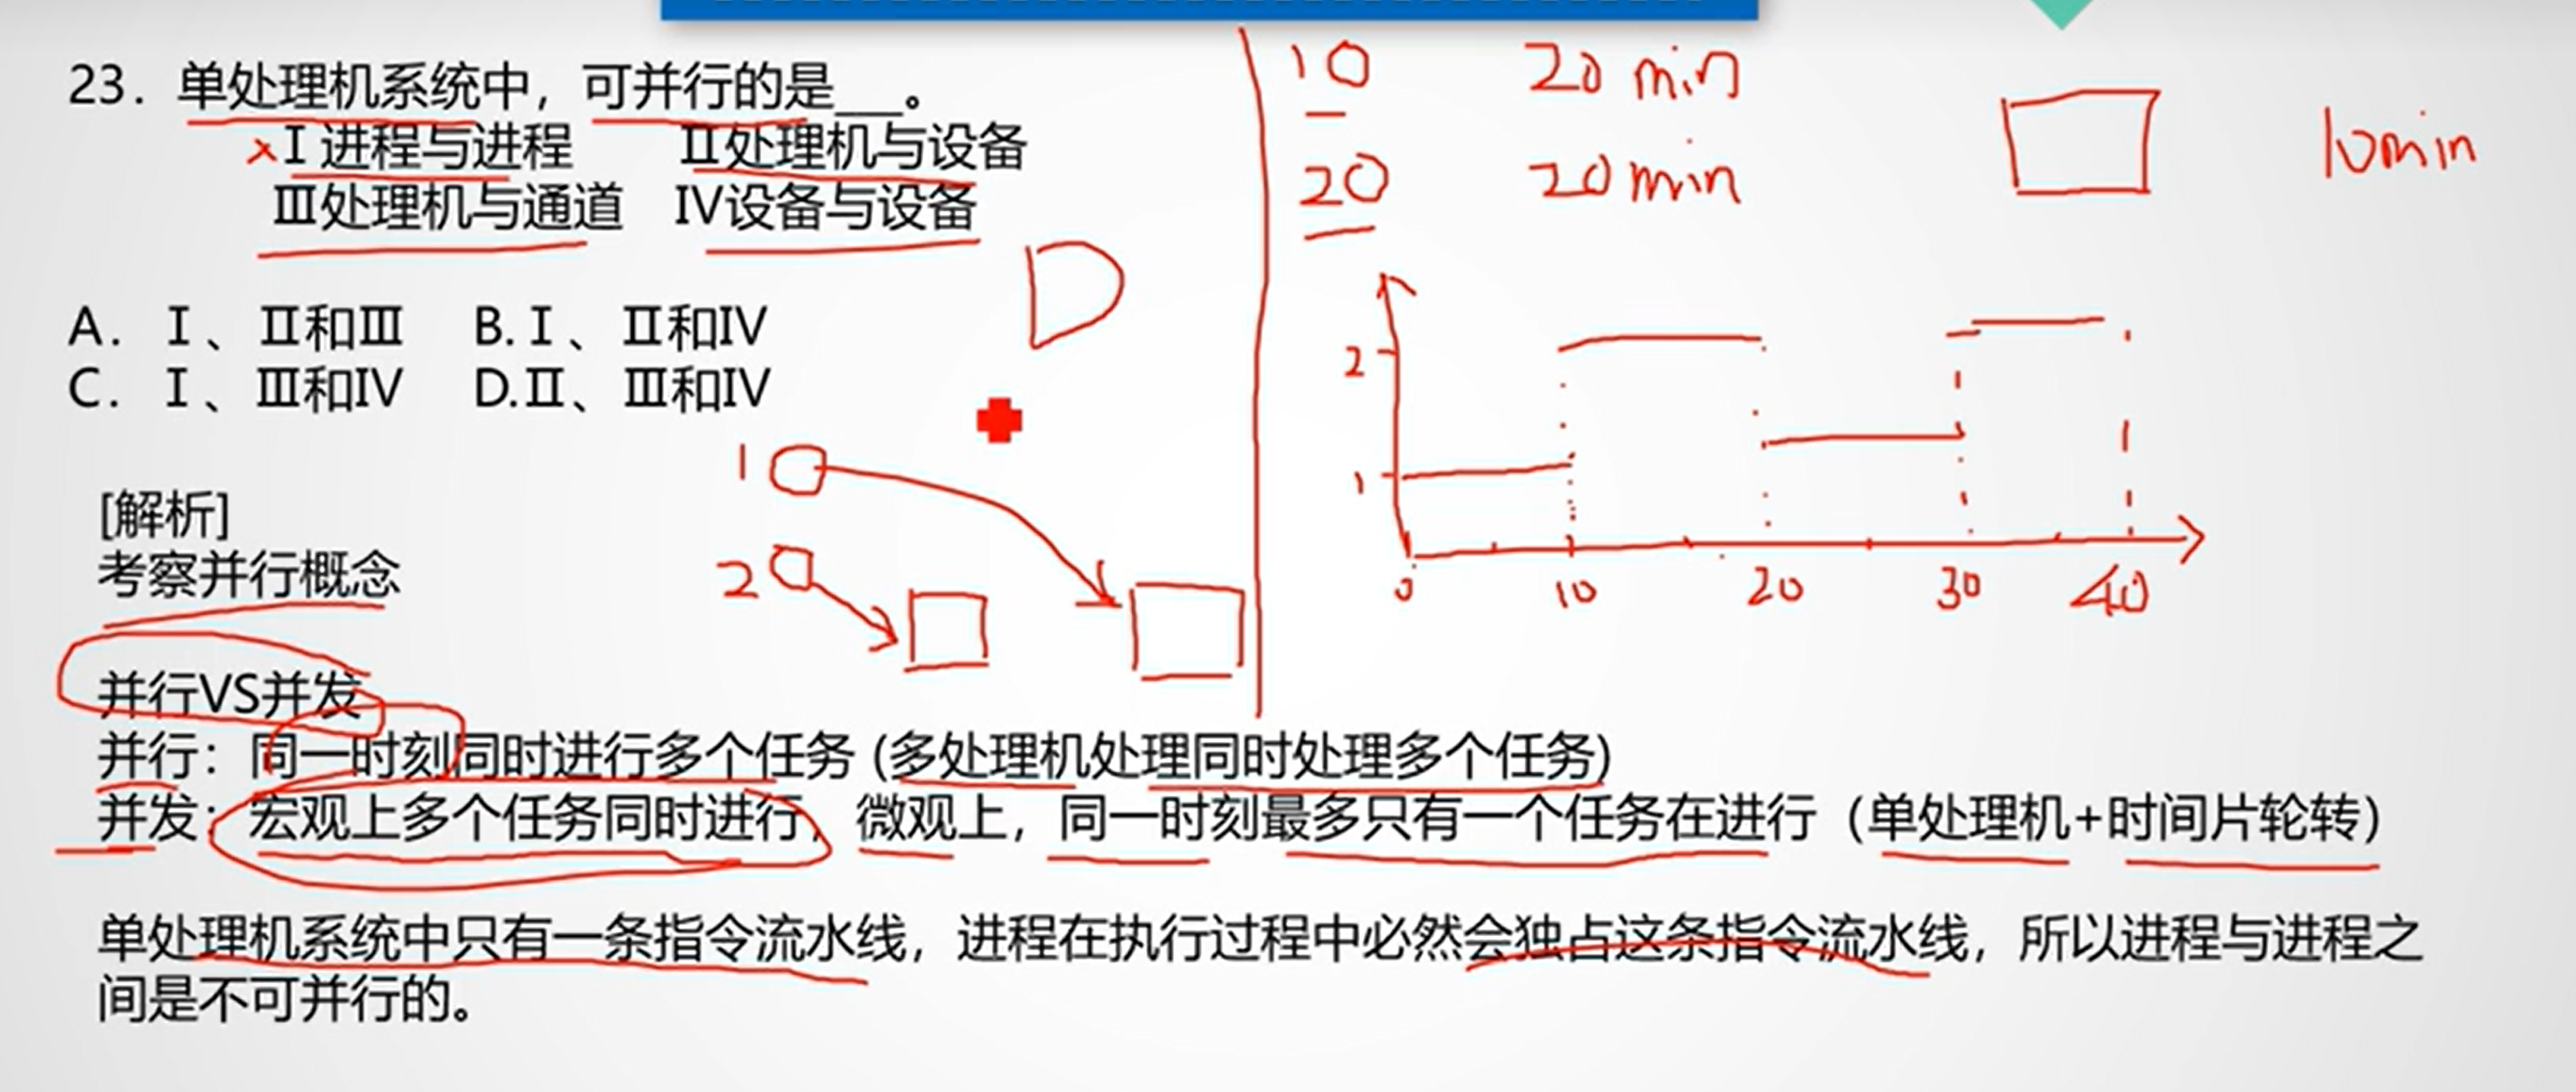 23. 单处理机系统中，可并行的是___。
×Ⅰ进程与进程 Ⅱ处理机与设备
Ⅲ处理机与通道 Ⅳ设备与设备
A. Ⅰ、Ⅱ和Ⅲ B.Ⅰ、Ⅱ和Ⅳ
C. Ⅰ、Ⅲ和Ⅳ D.Ⅱ、Ⅲ和Ⅳ
D
1
2
[解析]
考察并行概念
10 20 min
20 20 min
10min
2
1
0 10 20 30 40
并行VS并发
并行：同一时刻同时进行多个任务 (多处理机处理同时处理多个任务)
并发：宏观上多个任务同时进行，微观上，同一时刻最多只有一个任务在进行（单处理机+时间片轮转）
单处理机系统中只有一条指令流水线，进程在执行过程中必然会独占这条指令流水线，所以进程与进程之
间是不可并行的。